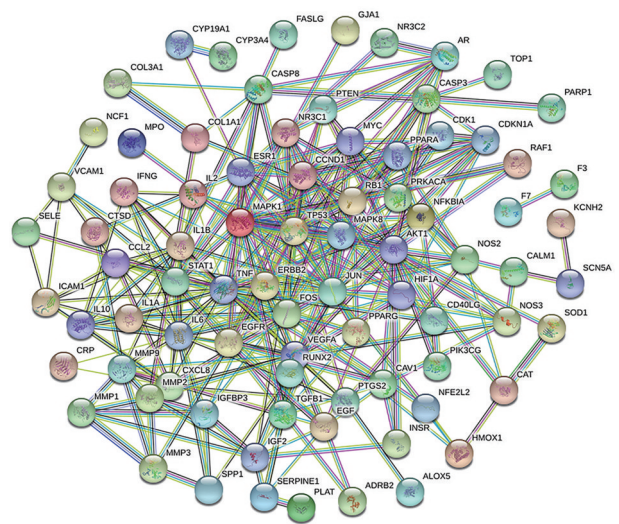 FASLG
GJA1
CYP19A1
CYP3A4
NR3C2
AR
TOP1
COL3A1
CASP8
CASP3
PTEN
PARP1
NCF1
MPO
COL1A1
NR3C1
MYC
CDK1
CDKN1A
PPARA
RAF1
VCAM1
IFNG
IL2
ESR1
CCND1
RB1
PRKACA
NFKBIA
F7
F3
MAPK1
TP53
MAPK8
KCNH2
SELE
CTSD
IL1B
CCL2
AKT1
NOS2
CALM1
SCN5A
STAT1
TNF
ERBB2
JUN
HIF1A
ICAM1
IL10
IL1A
FOS
CD40LG
NOS3
SOD1
IL6
EGFR
PPARG
CRP
VEGFA
MMP9
CXCL8
RUNX2
PIK3CG
MMP2
PTGS2
CAV1
CAT
MMP1
IGFBP3
TGFB1
EGF
NFE2L2
INSR
HMOX1
MMP3
IGF2
SPP1
SERPINE1
PLAT
ADRB2
ALOX5